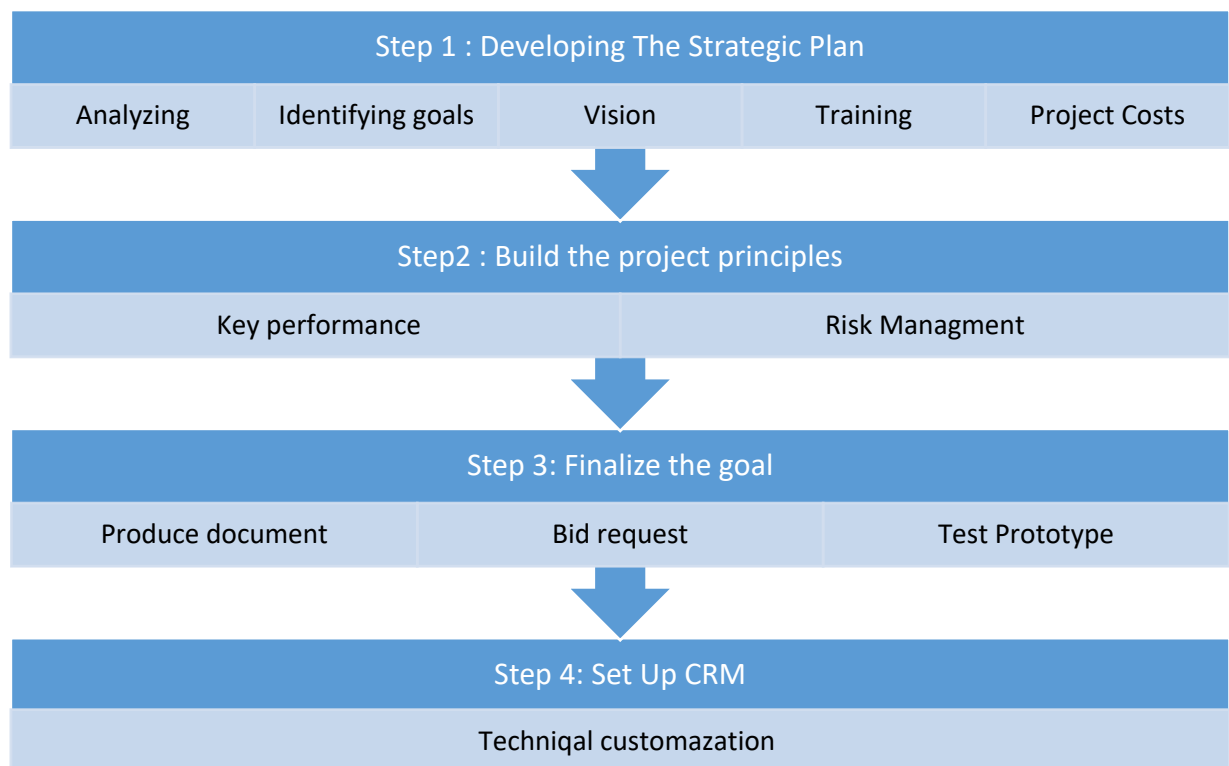 Step 1 : Developing The Strategic Plan
Analyzing
Identifying goals
Vision
Training
Project Costs
Step2 : Build the project principles
Key performance
Risk Managment
Step 3: Finalize the goal
Produce document
Bid request
Test Prototype
Step 4: Set Up CRM
Techniqal customazation